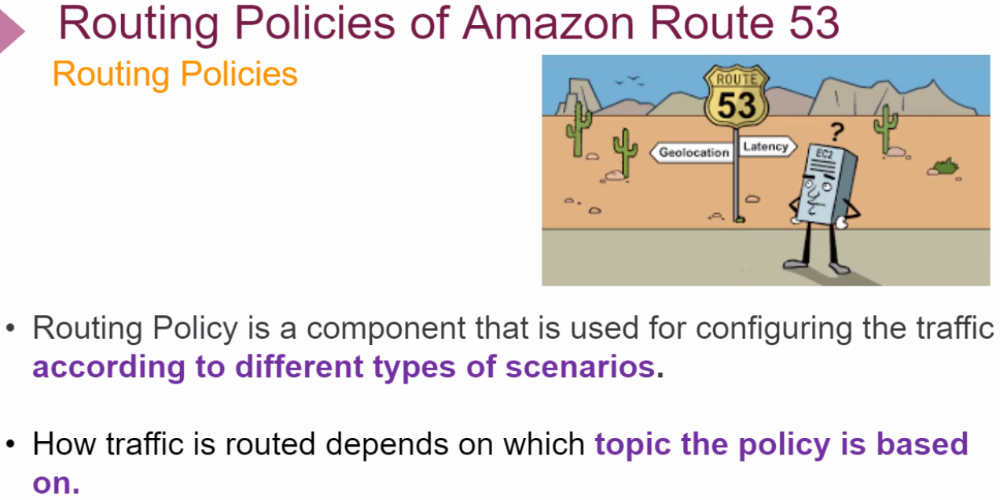 Routing Policies of Amazon Route 53
Routing Policies
ROUTE
53
Geolocation
Latency
?
EC2
• Routing Policy is a component that is used for configuring the traffic
according to different types of scenarios.
• How traffic is routed depends on which topic the policy is based
on.